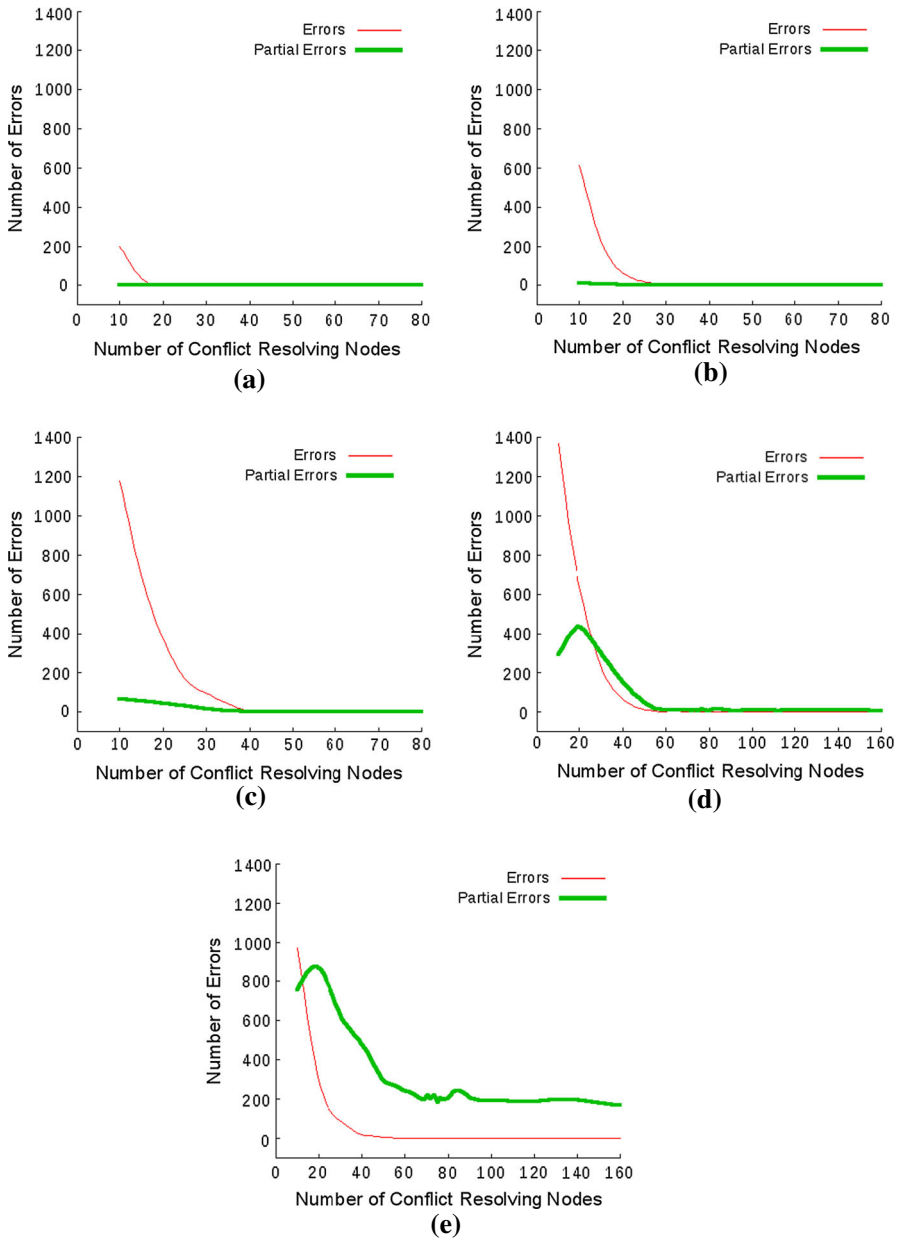 1400
1200
1000
800
600
400
200
0
Number of Errors
Errors
Partial Errors
0 10 20 30 40 50 60 70 80
Number of Conflict Resolving Nodes
(a)
1400
1200
1000
800
600
400
200
0
Number of Errors
Errors
Partial Errors
0 10 20 30 40 50 60 70 80
Number of Conflict Resolving Nodes
(b)
1400
1200
1000
800
600
400
200
0
Number of Errors
Errors
Partial Errors
0 10 20 30 40 50 60 70 80
Number of Conflict Resolving Nodes
(c)
1400
1200
1000
800
600
400
200
0
Number of Errors
Errors
Partial Errors
0 20 40 60 80 100 120 140 160
Number of Conflict Resolving Nodes
(d)
1400
1200
1000
800
600
400
200
0
Number of Errors
Errors
Partial Errors
0 20 40 60 80 100 120 140 160
Number of Conflict Resolving Nodes
(e)